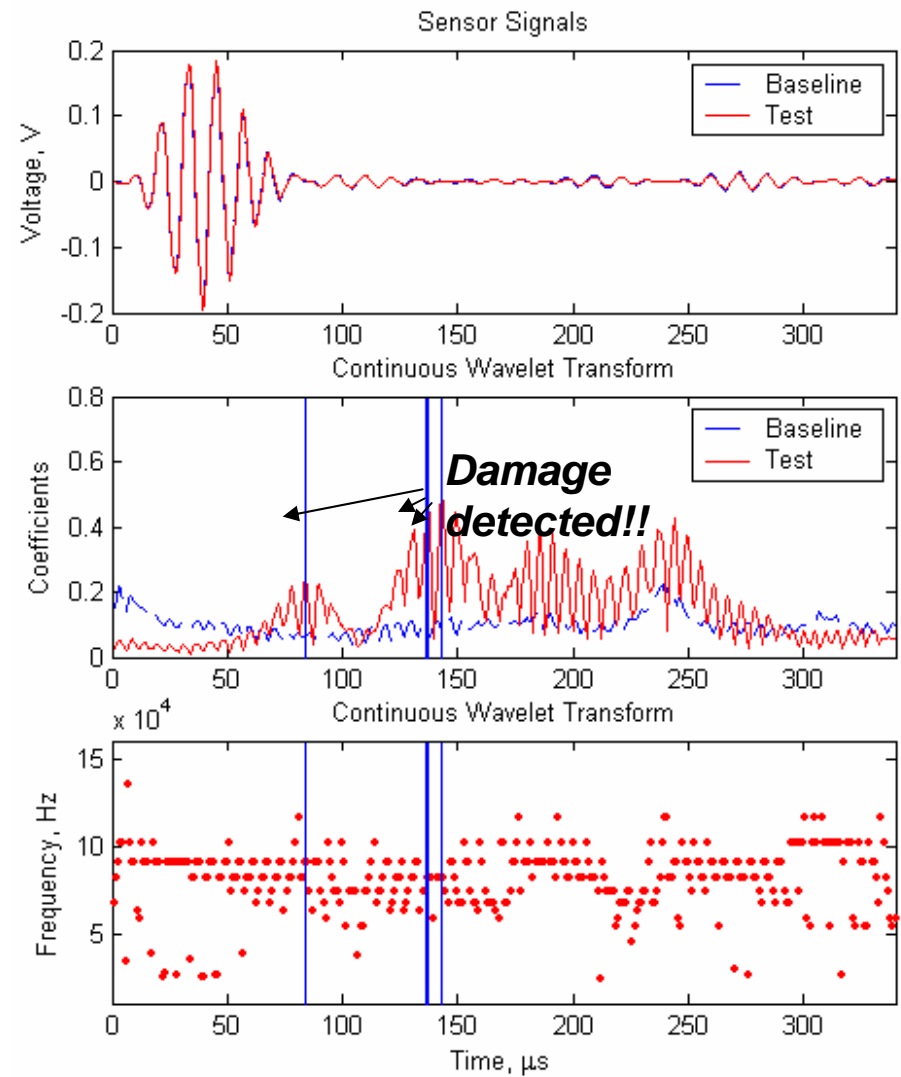 Sensor Signals
0.2
0.1
0
-0.1
-0.2
Voltage, V
Baseline
Test
0 50 100 150 200 250 300
Continuous Wavelet Transform
0.8
0.6
0.4
0.2
0
Coefficients
Baseline
Test
Damage
detected!!
0 50 100 150 200 250 300
x 10^4
Continuous Wavelet Transform
15
10
5
Frequency, Hz
0 50 100 150 200 250 300
Time, μs